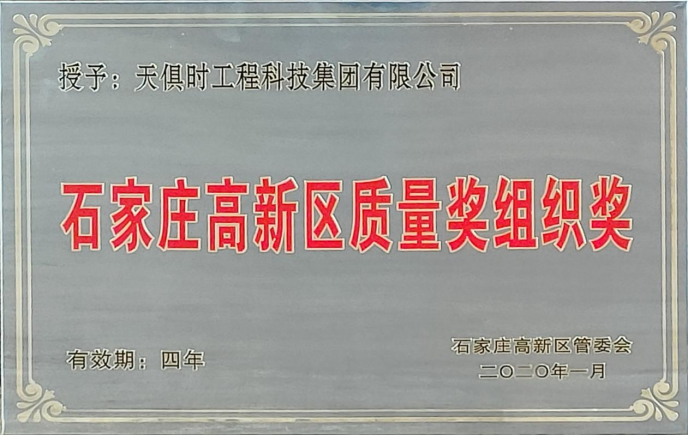 授予：天俱时工程科技集团有限公司
石家庄高新区质量奖组织奖
有效期：四年
石家庄高新区管委会
二〇二〇年一月